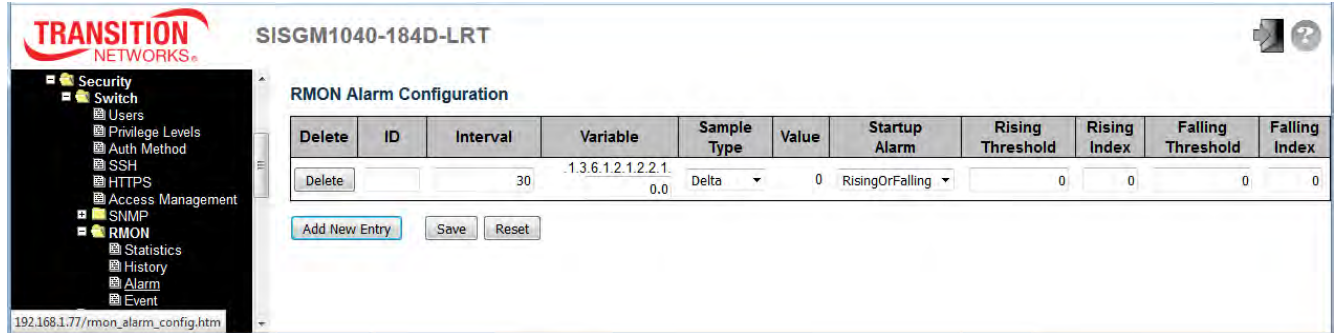 TRANSITION
NETWORKS®
SISGM1040-184D-LRT
Security
Switch
Users
Privilege Levels
Auth Method
SSH
HTTPS
Access Management
SNMP
RMON
Statistics
History
Alarm
Event
192.168.1.77/rmon_alarm_config.htm
RMON Alarm Configuration
Delete ID Interval Variable Sample Type Value Startup Alarm Rising Threshold Rising Index Falling Threshold Falling Index
Delete 30 .1.3.6.1.2.1.2.2.1. 0.0 Delta 0 RisingOrFalling 0 0 0 0
Add New Entry Save Reset